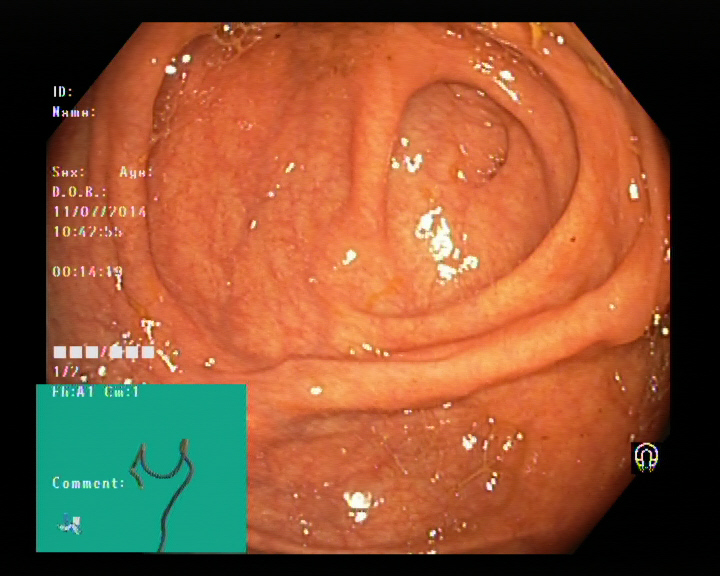 ID:
Name:
Sex: Age:
D.O.B.:
11/07/2014
10:42:55
00:14:19
1/2
Eh:A1 Cm:1
Comment: